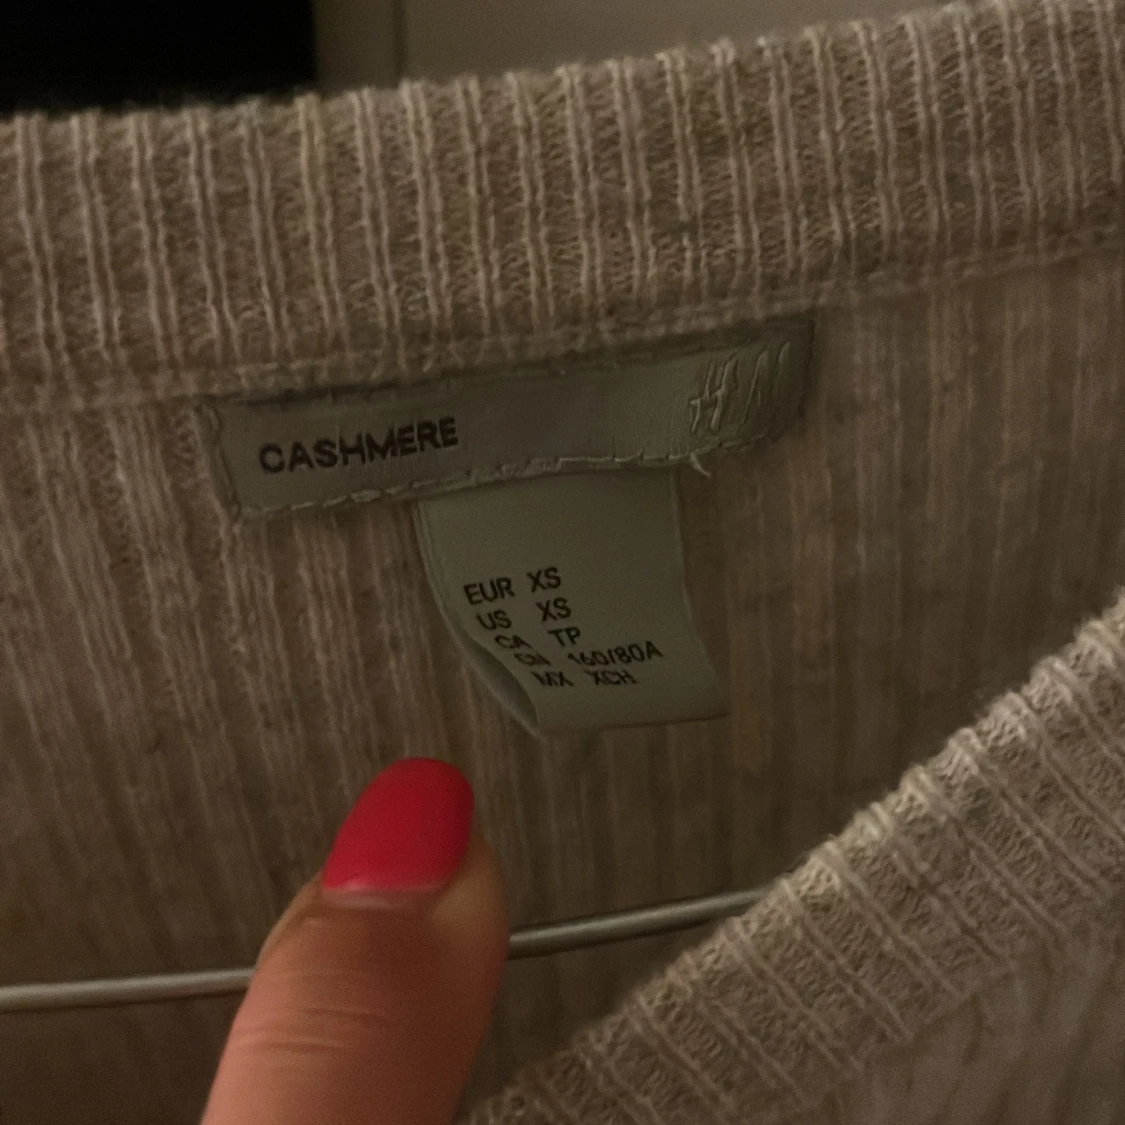 CASHMERE H&M
EUR XS
US XS
CA TP
CN 160/80A
MX XCH